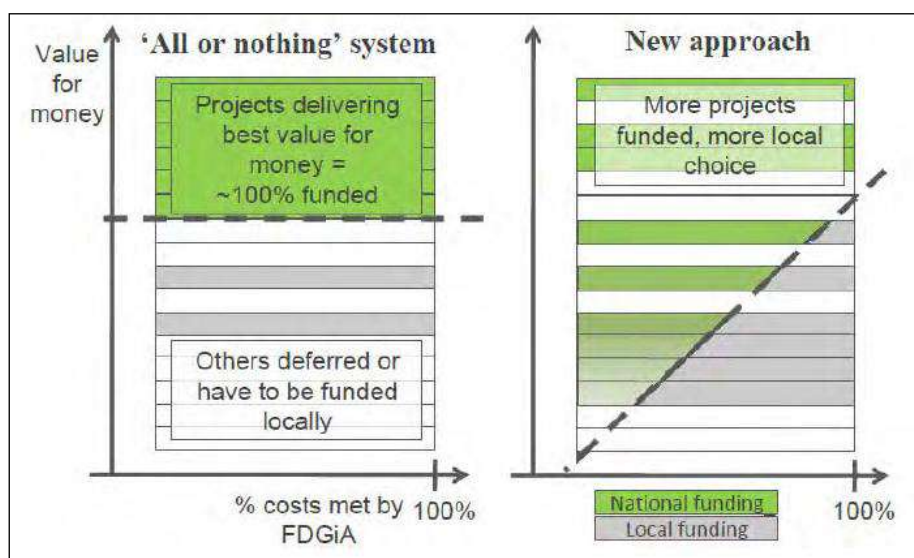 Value
for
money
‘All or nothing’ system
Projects delivering
best value for
money =
~100% funded
Others deferred or
have to be funded
locally
% costs met by
FDGiA
100%
New approach
More projects
funded, more local
choice
National funding
Local funding
100%